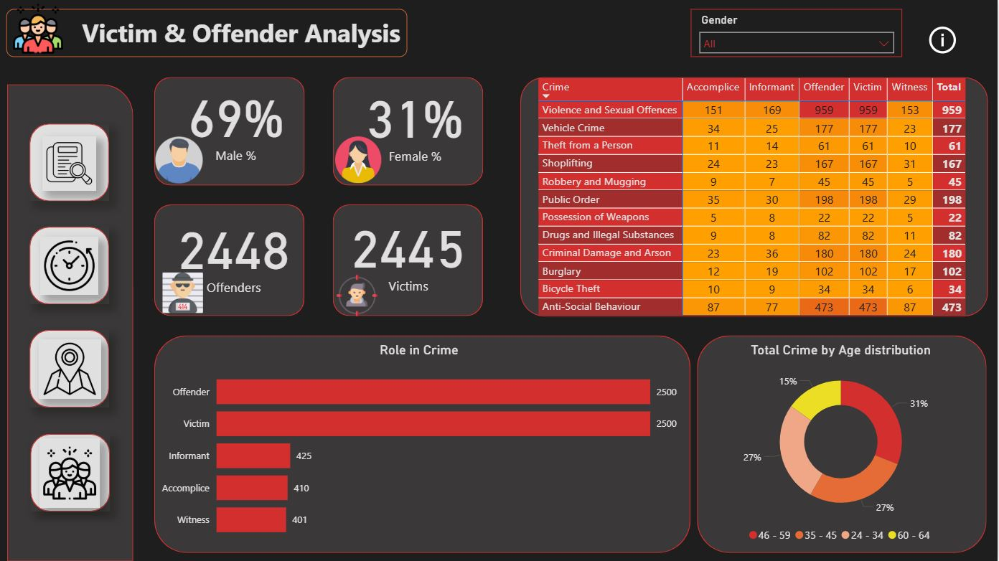 Victim & Offender Analysis
Gender
All
i
69%
Male %
31%
Female %
2448
Offenders
414
2445
Victims
Crime Accomplice Informant Offender Victim Witness Total
Violence and Sexual Offences 151 169 959 959 153 959
Vehicle Crime 34 25 177 177 23 177
Theft from a Person 11 14 61 61 10 61
Shoplifting 24 23 167 167 31 167
Robbery and Mugging 9 7 45 45 5 45
Public Order 35 30 198 198 29 198
Possession of Weapons 5 8 22 22 5 22
Drugs and Illegal Substances 9 8 82 82 11 82
Criminal Damage and Arson 23 36 180 180 24 180
Burglary 12 19 102 102 17 102
Bicycle Theft 10 9 34 34 6 34
Anti-Social Behaviour 87 77 473 473 87 473
Role in Crime
Offender 2500
Victim 2500
Informant 425
Accomplice 410
Witness 401
Total Crime by Age distribution
15%
31%
27%
27%
46 - 59 35 - 45 24 - 34 60 - 64